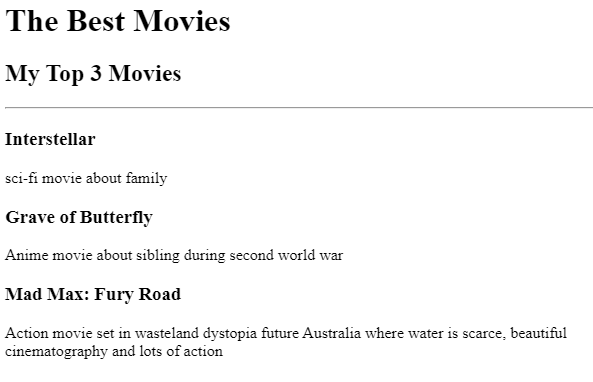 The Best Movies
My Top 3 Movies
Interstellar
sci-fi movie about family
Grave of Butterfly
Anime movie about sibling during second world war
Mad Max: Fury Road
Action movie set in wasteland dystopia future Australia where water is scarce, beautiful
cinematography and lots of action